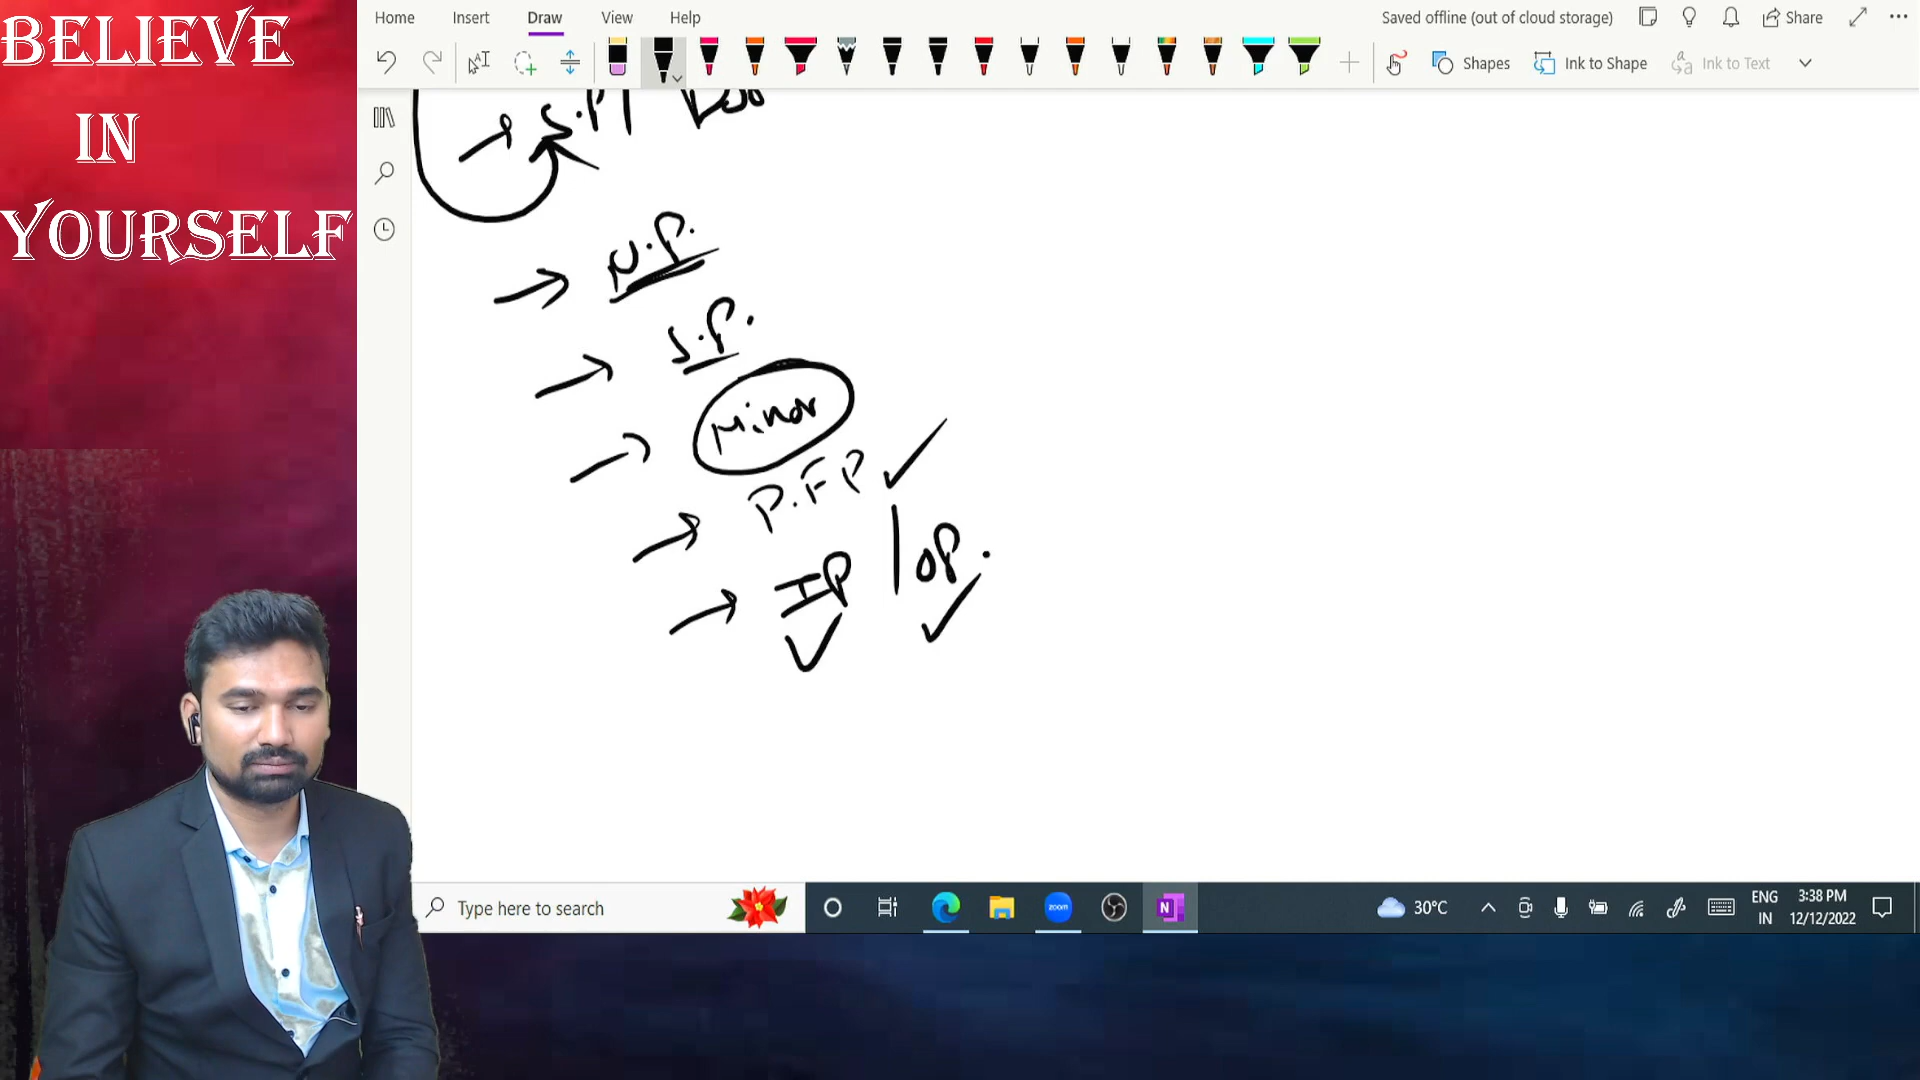 BELIEVE
IN
YOURSELF
Home Insert Draw View Help
Saved offline (out of cloud storage) Share
Shapes Ink to Shape Ink to Text
N.P.
S.P.
Minor
P.F P
IP | OP.
Type here to search
zoom
N
30°C
ENG
IN
3:38 PM
12/12/2022